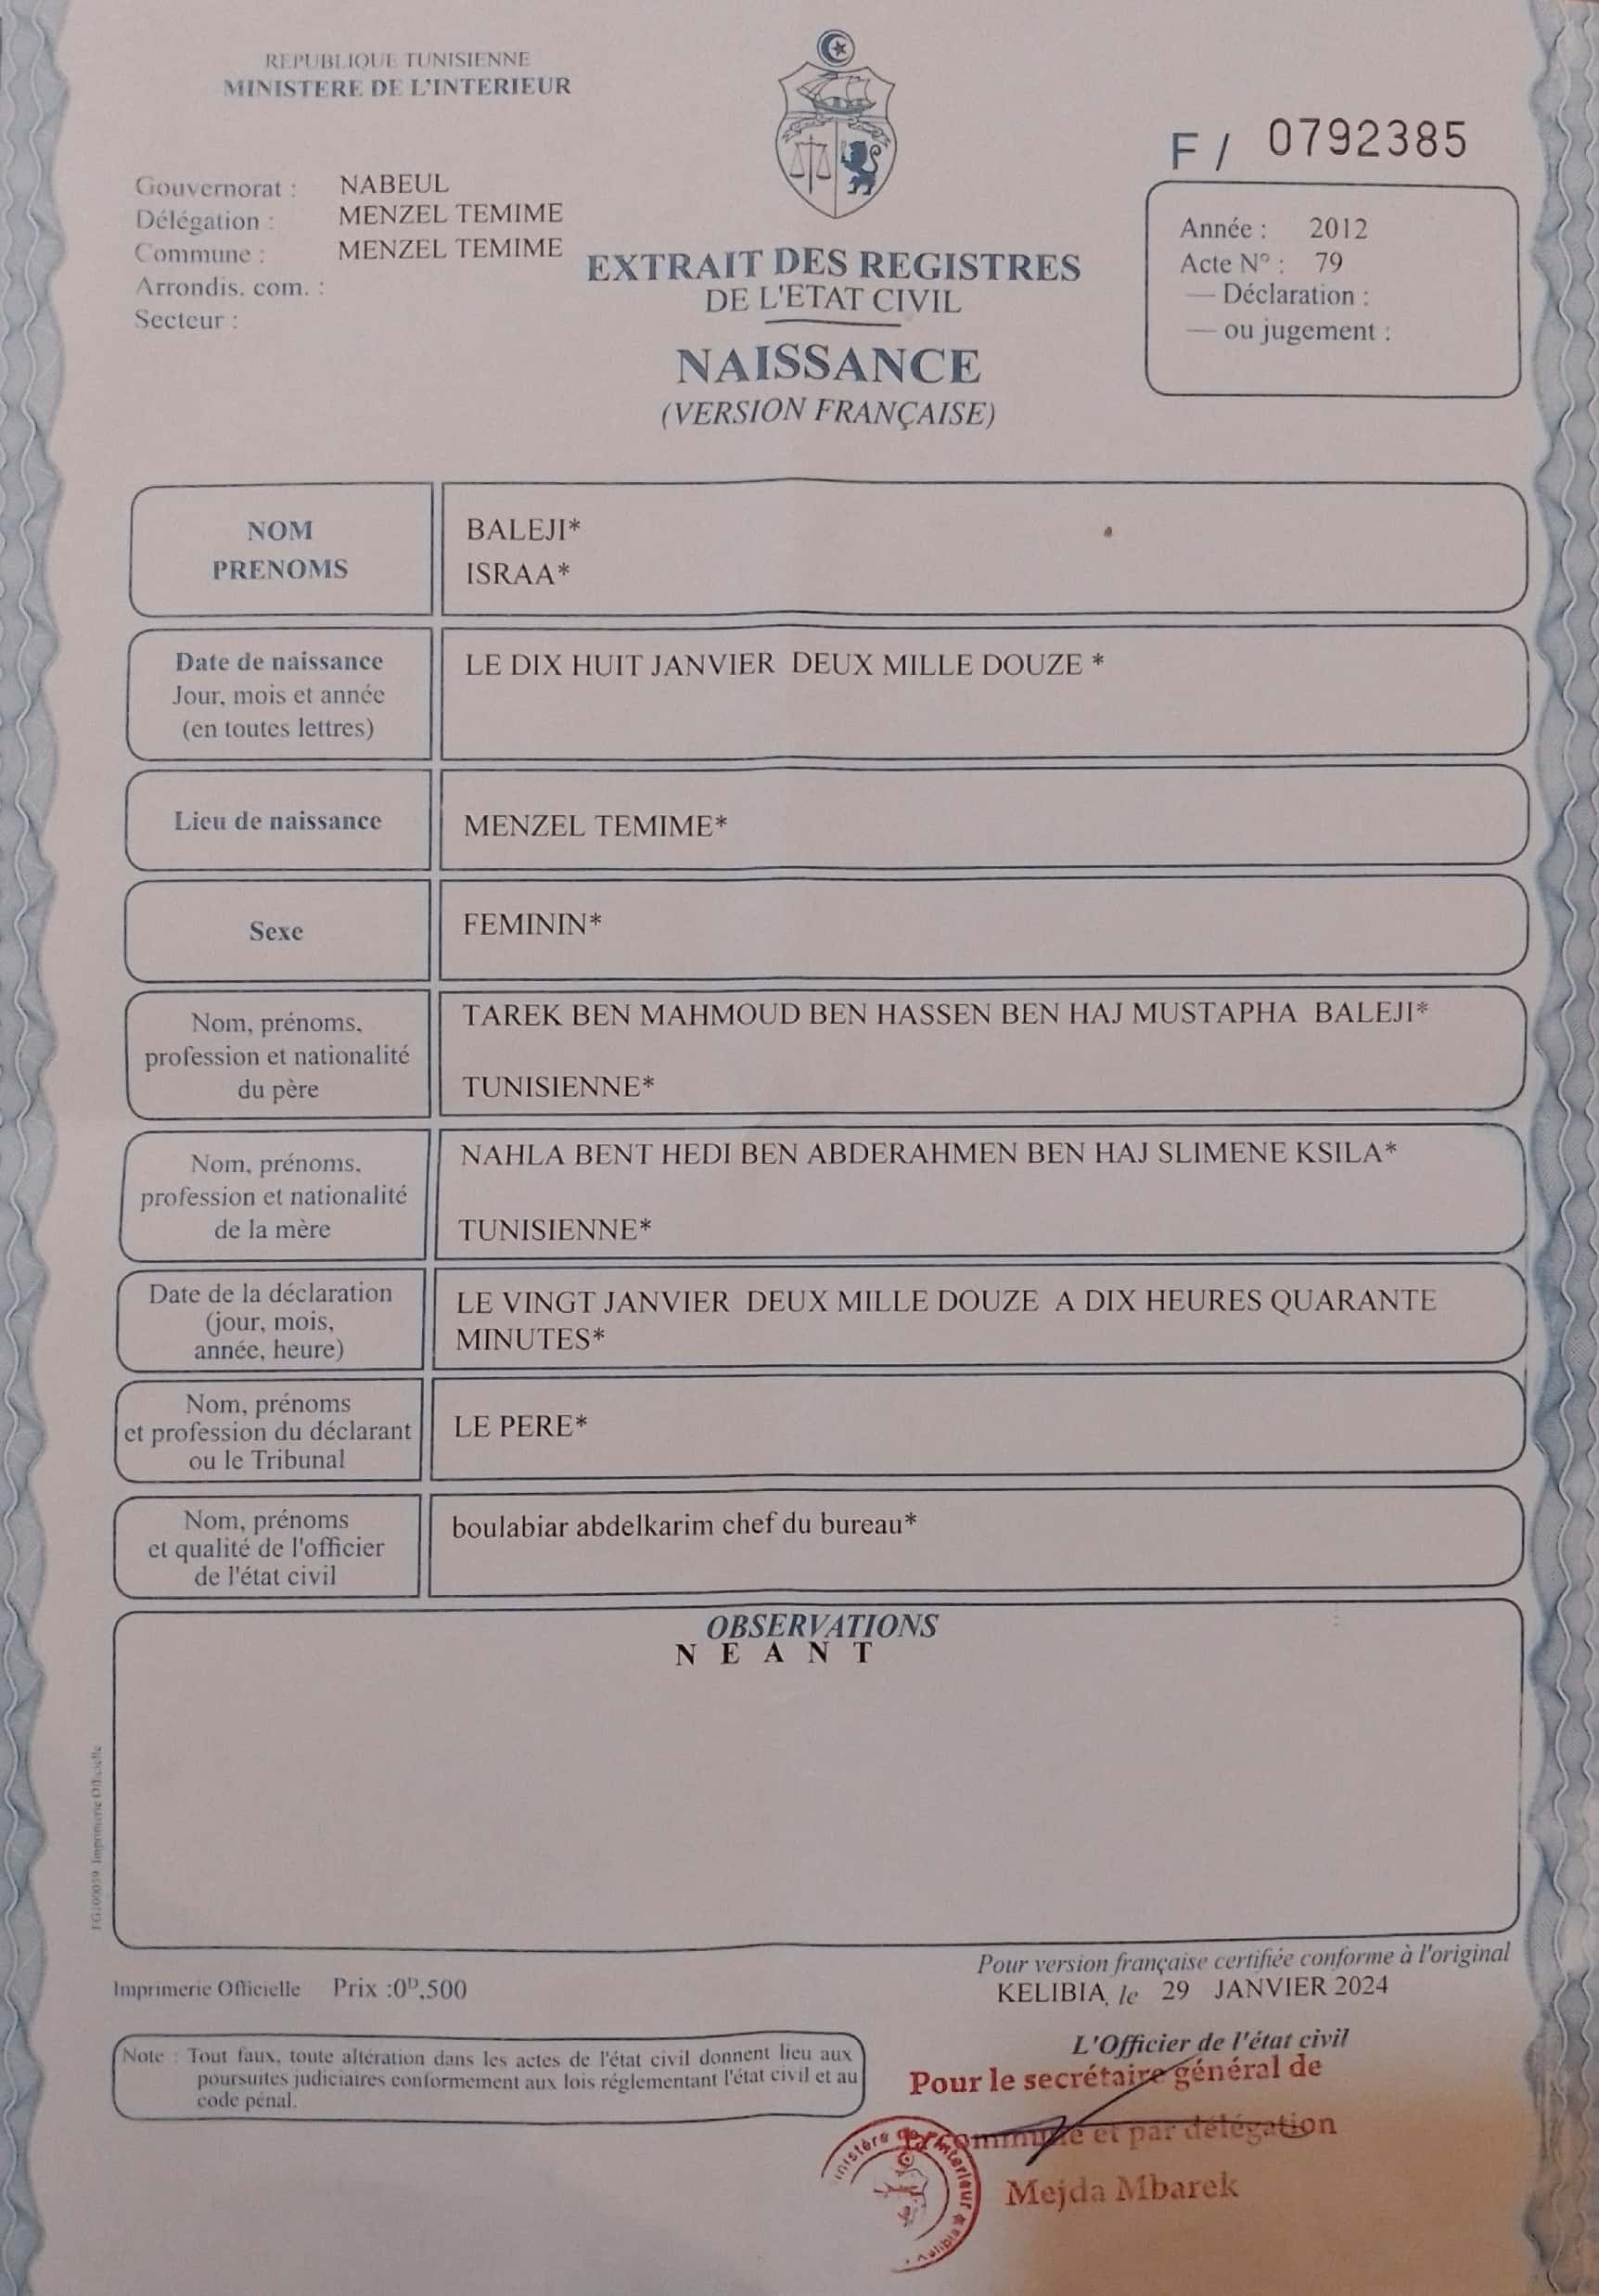 REPUBLIQUE TUNISIENNE
MINISTERE DE L'INTERIEUR
F / 0792385
Gouvernorat : NABEUL
Délégation : MENZEL TEMIME
Commune : MENZEL TEMIME
Arrondis. com. :
Secteur :
EXTRAIT DES REGISTRES
DE L'ETAT CIVIL
NAISSANCE
(VERSION FRANÇAISE)
Année : 2012
Acte N° : 79
— Déclaration :
— ou jugement :
NOM
PRENOMS
BALEJI*
ISRAA*
Date de naissance
Jour, mois et année
(en toutes lettres)
LE DIX HUIT JANVIER DEUX MILLE DOUZE *
Lieu de naissance
MENZEL TEMIME*
Sexe
FEMININ*
Nom, prénoms,
profession et nationalité
du père
TAREK BEN MAHMOUD BEN HASSEN BEN HAJ MUSTAPHA BALEJI*
TUNISIENNE*
Nom, prénoms,
profession et nationalité
de la mère
NAHLA BENT HEDI BEN ABDERAHMEN BEN HAJ SLIMENE KSILA*
TUNISIENNE*
Date de la déclaration
(jour, mois,
année, heure)
LE VINGT JANVIER DEUX MILLE DOUZE A DIX HEURES QUARANTE
MINUTES*
Nom, prénoms
et profession du déclarant
ou le Tribunal
LE PERE*
Nom, prénoms
et qualité de l'officier
de l'état civil
boulabiar abdelkarim chef du bureau*
OBSERVATIONS
N E A N T
Imprimerie Officielle
Pour version française certifiée conforme à l'original
Imprimerie Officielle Prix :0ᴰ,500
KELIBIA, le 29 JANVIER 2024
L'Officier de l'état civil
Note : Tout faux, toute altération dans les actes de l'état civil donnent lieu aux
poursuites judiciaires conformement aux lois réglementant l'état civil et au
code pénal.
Pour le secrétaire général de
la commune et par délégation
Mejda Mbarek
inistère de l'interieur * Kelibia *